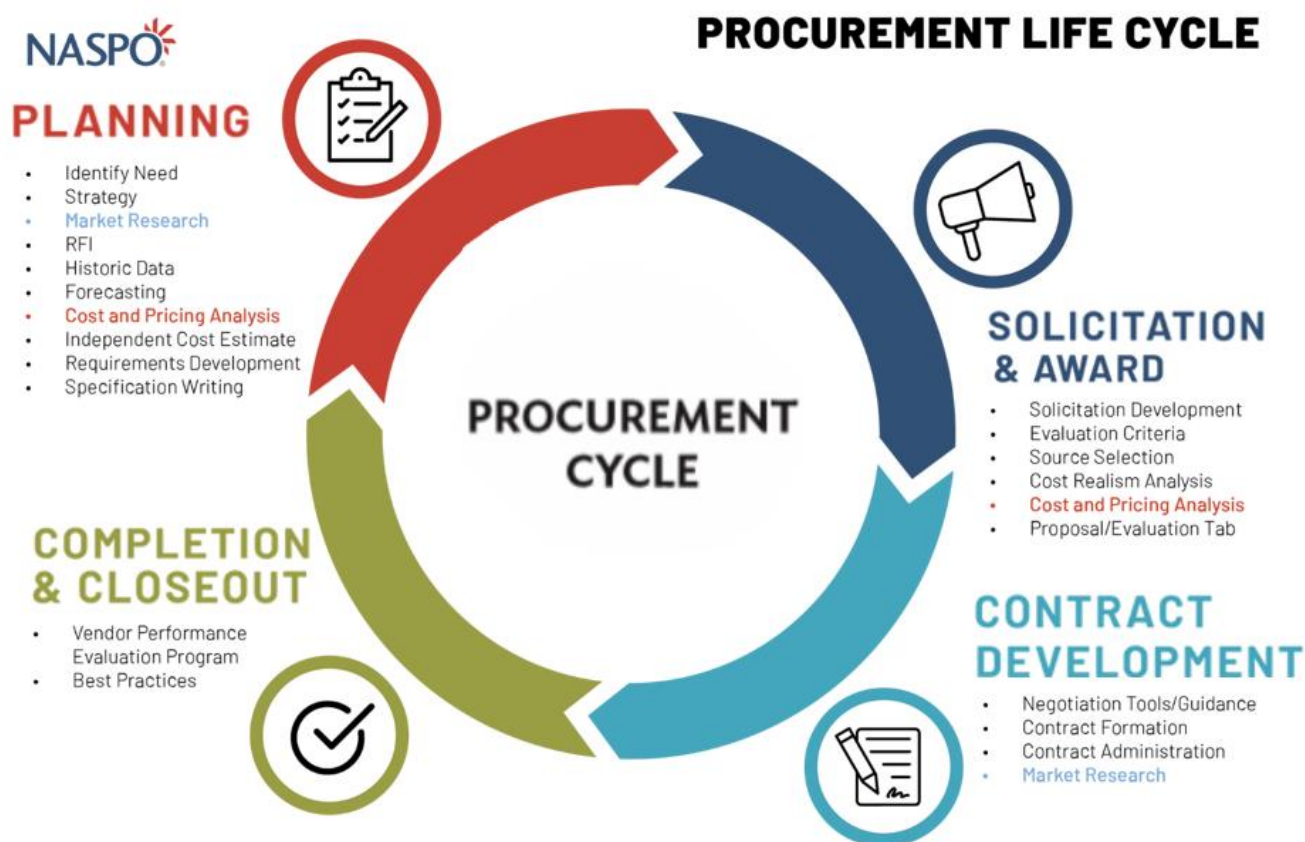 NASPO
PROCUREMENT LIFE CYCLE
PLANNING
• Identify Need
• Strategy
• Market Research
• RFI
• Historic Data
• Forecasting
• Cost and Pricing Analysis
• Independent Cost Estimate
• Requirements Development
• Specification Writing
SOLICITATION
& AWARD
• Solicitation Development
• Evaluation Criteria
• Source Selection
• Cost Realism Analysis
• Cost and Pricing Analysis
• Proposal/Evaluation Tab
PROCUREMENT
CYCLE
COMPLETION
& CLOSEOUT
• Vendor Performance
Evaluation Program
• Best Practices
CONTRACT
DEVELOPMENT
• Negotiation Tools/Guidance
• Contract Formation
• Contract Administration
• Market Research